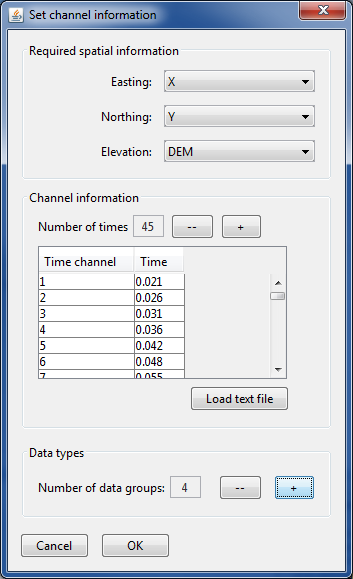 Set channel information
Required spatial information
Easting: X
Northing: Y
Elevation: DEM
Channel information
Number of times 45 -- +
Time channel Time
1 0.021
2 0.026
3 0.031
4 0.036
5 0.042
6 0.048
7 0.055
Load text file
Data types
Number of data groups: 4 -- +
Cancel OK